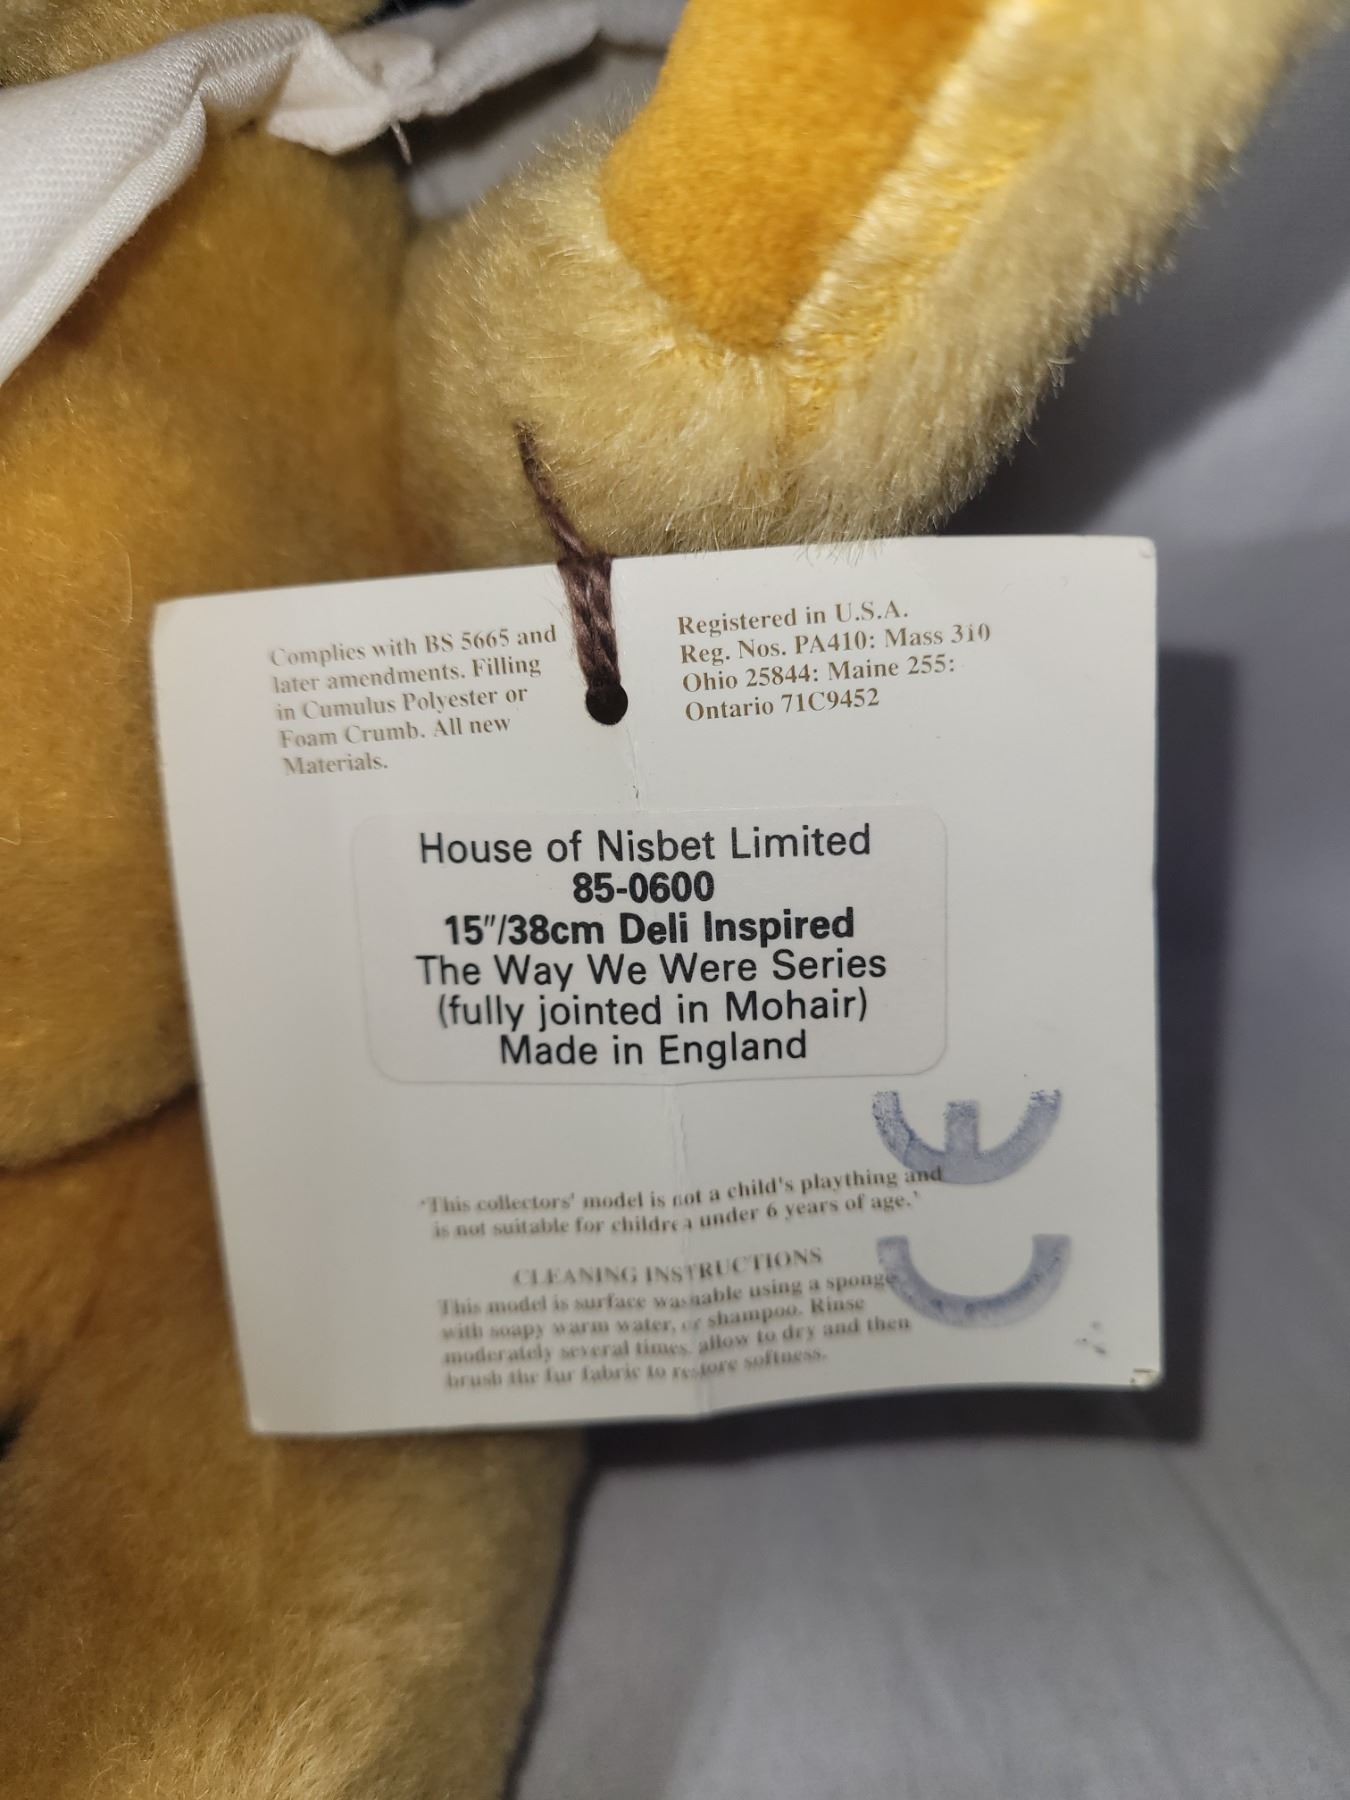 Complies with BS 5665 and
later amendments. Filling
in Cumulus Polyester or
Foam Crumb. All new
Materials.
Registered in U.S.A.
Reg. Nos. PA410: Mass 310
Ohio 25844: Maine 255:
Ontario 71C9452
House of Nisbet Limited
85-0600
15"/38cm Deli Inspired
The Way We Were Series
(fully jointed in Mohair)
Made in England
CE
'This collectors' model is not a child's plaything and
is not suitable for children under 6 years of age.'
CLEANING INSTRUCTIONS
This model is surface washable using a sponge
with soapy warm water, or shampoo. Rinse
moderately several times, allow to dry and then
brush the fur fabric to restore softness.